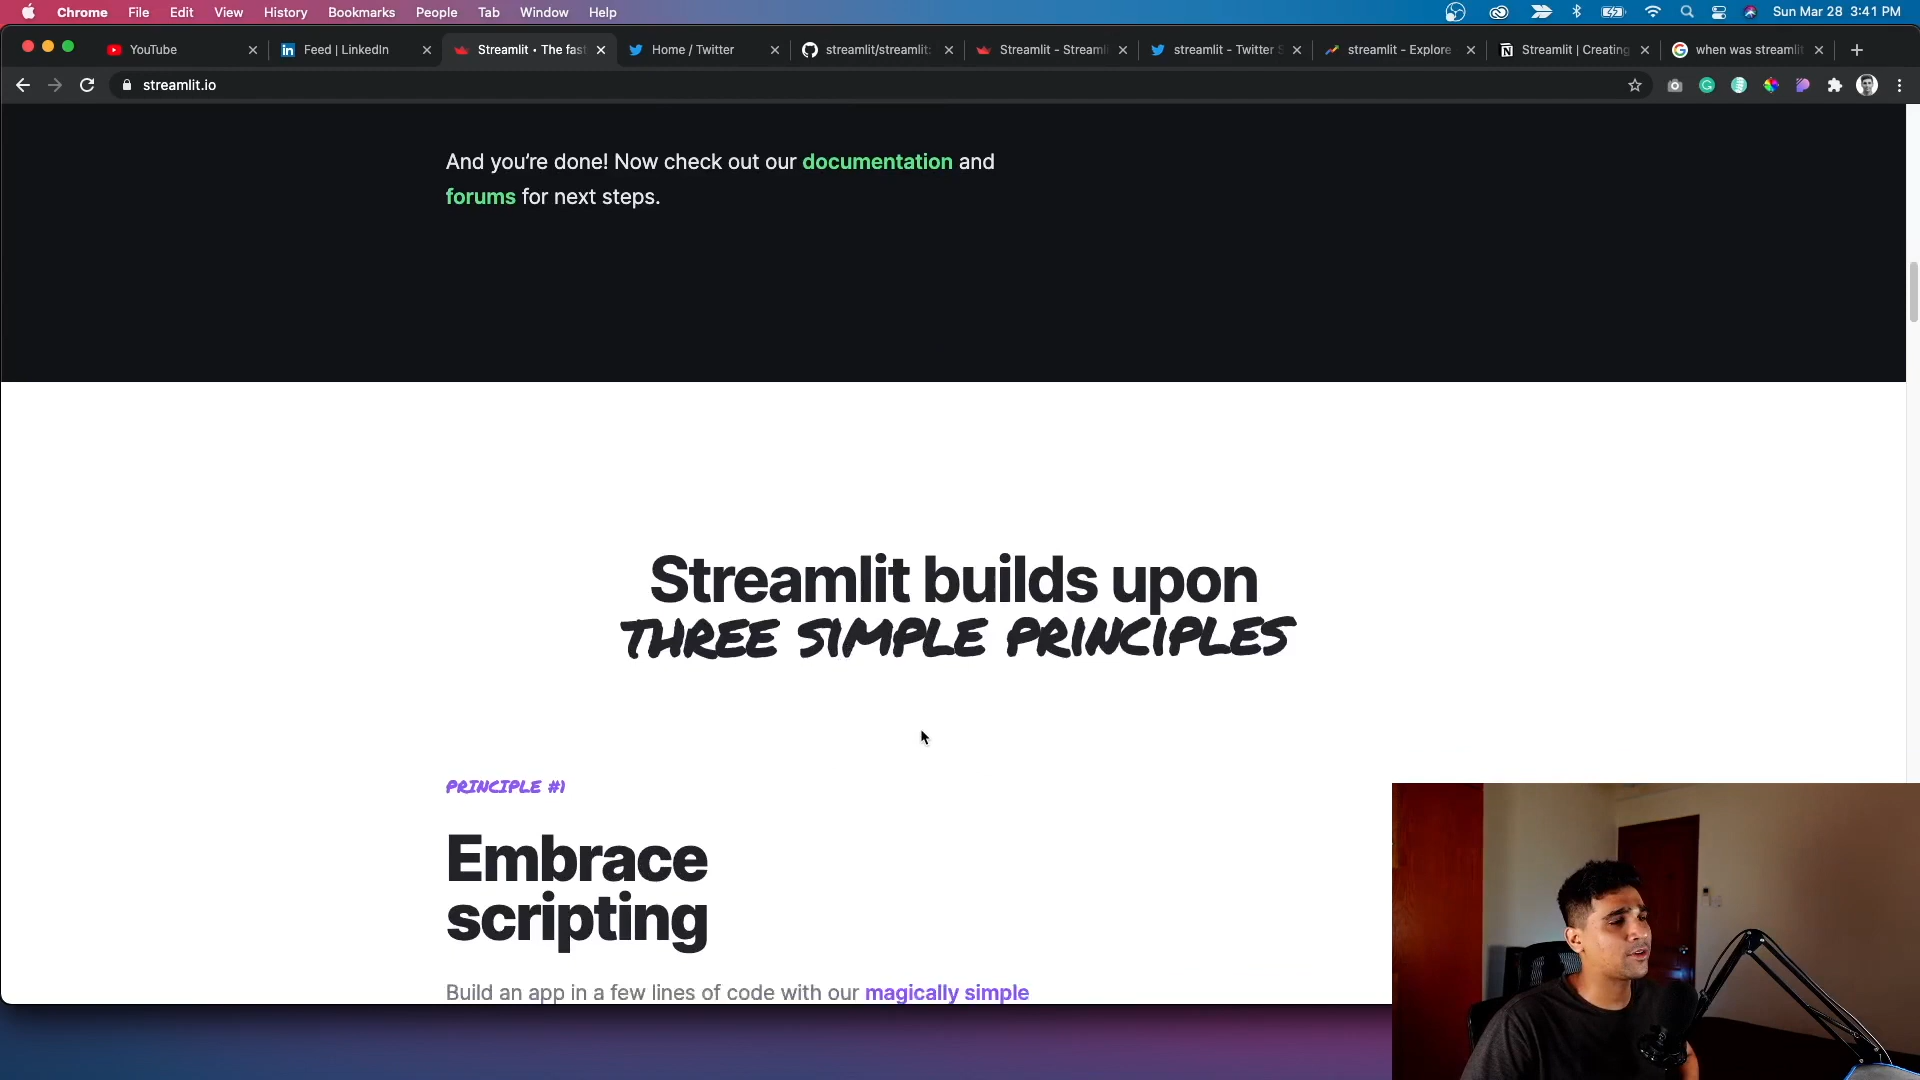 Chrome File Edit View History Bookmarks People Tab Window Help Sun Mar 28 3:41 PM
YouTube Feed | LinkedIn Streamlit • The fas Home / Twitter streamlit/streamlit: Streamlit - Streaml streamlit - Twitter S streamlit - Explore Streamlit | Creating when was streamlit
streamlit.io
And you're done! Now check out our documentation and
forums for next steps.
Streamlit builds upon
THREE SIMPLE PRINCIPLES
PRINCIPLE #1
Embrace
scripting
Build an app in a few lines of code with our magically simple